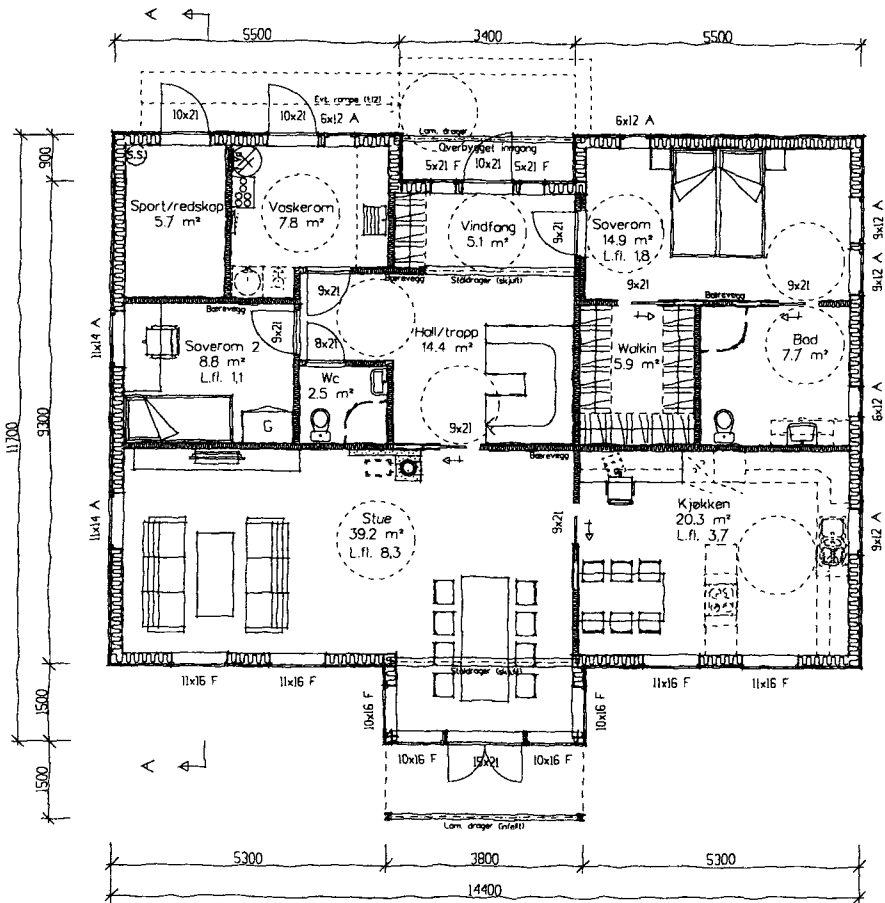 A
5500
3400
5500
Evt. rampe (1:12)
10x21
10x21
6x12 A
Lam. drager
Overbygget inngang
6x12 A
900
S.S
5x21 F
10x21
5x21 F
Sport/redskap
5.7 m²
Vaskerom
7.8 m²
Vindfang
5.1 m²
9x21
Soverom
14.9 m²
L.fl. 1,8
9x12 A
9x12 A
9x21
Bærevegg
Ståldrager (skjult)
9x21
9x21
Bærevegg
Bærevegg
11x14 A
9x21
8x21
Soverom 2
8.8 m²
L.fl. 1,1
Hall/trapp
14.4 m²
Walkin
5.9 m²
Bad
7.7 m²
Wc
2.5 m²
G
6x12 A
9x21
Bærevegg
11700
9300
11x14 A
Stue
39.2 m²
L.fl. 8,3
9x21
Kjøkken
20.3 m²
L.fl. 3,7
9x12 A
Ståldrager (skjult)
11x16 F
11x16 F
11x16 F
11x16 F
10x16 F
10x16 F
1500
10x16 F
15x21
10x16 F
A
1500
Lam. drager (innfelt)
5300
3800
5300
14400